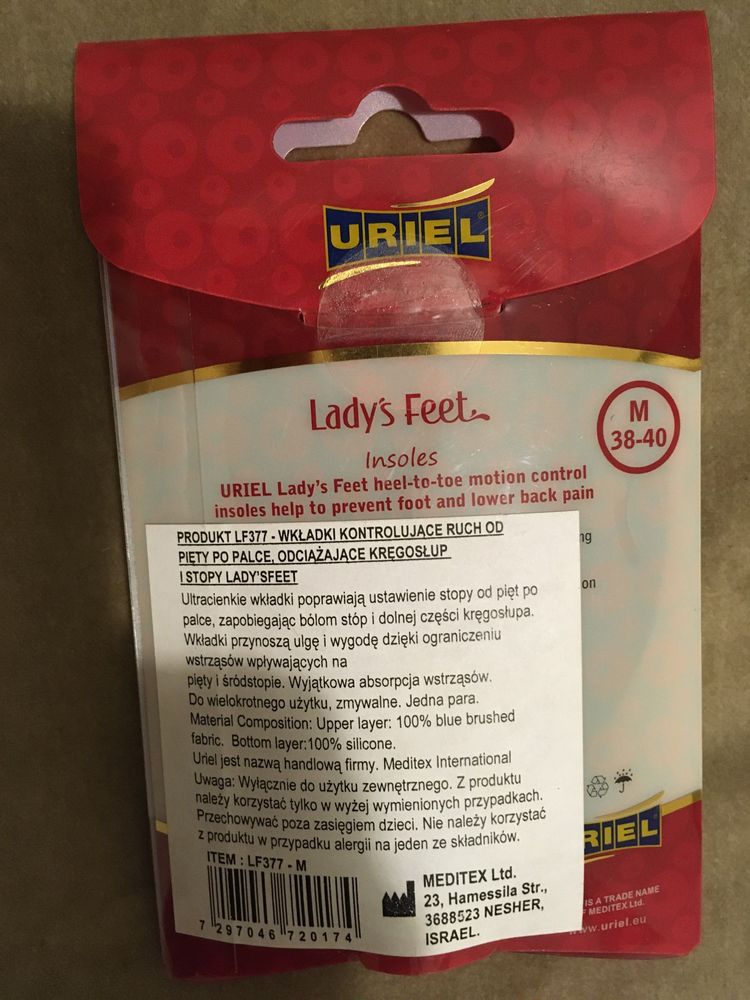 URIEL
Lady's Feet
M
38-40
Insoles
URIEL Lady's Feet heel-to-toe motion control
insoles help to prevent foot and lower back pain
PRODUKT LF377 - WKŁADKI KONTROLUJĄCE RUCH OD
PIĘTY PO PALCE, ODCIĄŻAJĄCE KRĘGOSŁUP
I STOPY LADY'SFEET
Ultracienkie wkładki poprawiają ustawienie stopy od pięt po
palce, zapobiegając bólom stóp i dolnej części kręgosłupa.
Wkładki przynoszą ulgę i wygodę dzięki ograniczeniu
wstrząsów wpływających na
pięty i śródstopie. Wyjątkowa absorpcja wstrząsów.
Do wielokrotnego użytku, zmywalne. Jedna para.
Material Composition: Upper layer: 100% blue brushed
fabric. Bottom layer:100% silicone.
Uriel jest nazwą handlową firmy. Meditex International
Uwaga: Wyłącznie do użytku zewnętrznego. Z produktu
należy korzystać tylko w wyżej wymienionych przypadkach.
Przechowywać poza zasięgiem dzieci. Nie należy korzystać
z produktu w przypadku alergii na jeden ze składników.
ITEM : LF377 - M
7 297046 720174
MEDITEX Ltd.
23, Hamessila Str.,
3688523 NESHER,
ISRAEL.
RIEL
IS A TRADE NAME
OF MEDITEX Ltd.
www.uriel.eu